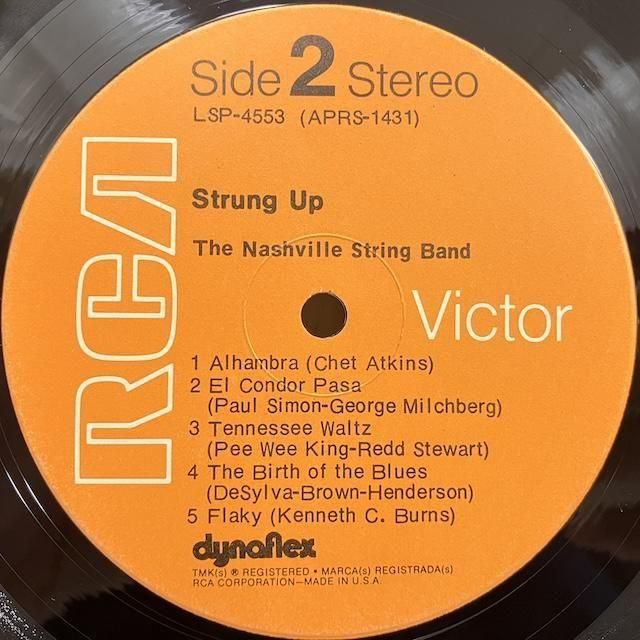 Side 2 Stereo
LSP-4553 (APRS-1431)
RCA
Strung Up
The Nashville String Band
Victor
1 Alhambra (Chet Atkins)
2 El Condor Pasa
(Paul Simon-George Milchberg)
3 Tennessee Waltz
(Pee Wee King-Redd Stewart)
4 The Birth of the Blues
(DeSylva-Brown-Henderson)
5 Flaky (Kenneth C. Burns)
dynaflex
TMK(s) ® REGISTERED • MARCA(s) REGISTRADA(s)
RCA CORPORATION—MADE IN U.S.A.